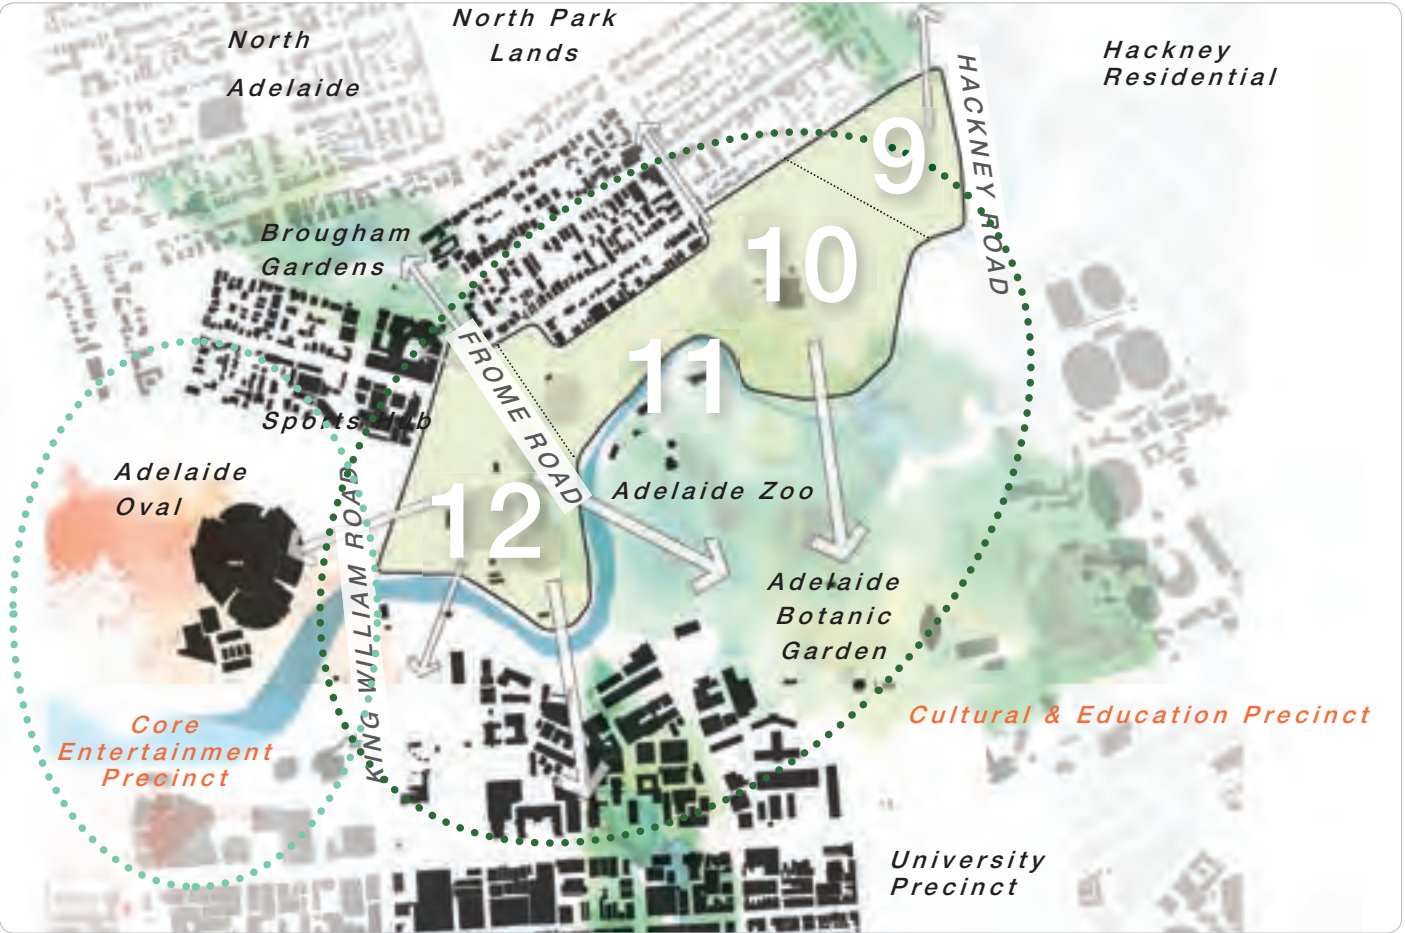 North
Adelaide
North Park
Lands
Hackney
Residential
HACKNEY ROAD
9
10
Brougham
Gardens
11
FROME ROAD
Sports Hub
Adelaide
Oval
KING WILLIAM ROAD
12
Adelaide Zoo
Adelaide
Botanic
Garden
Core
Entertainment
Precinct
Cultural & Education Precinct
University
Precinct